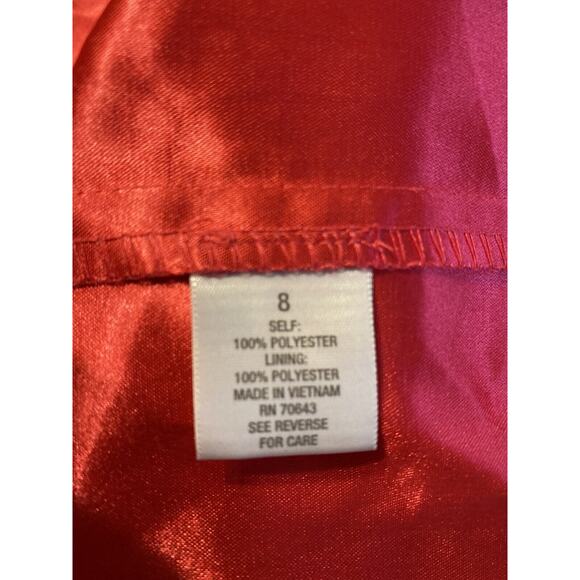 8
SELF:
100% POLYESTER
LINING:
100% POLYESTER
MADE IN VIETNAM
RN 70643
SEE REVERSE
FOR CARE